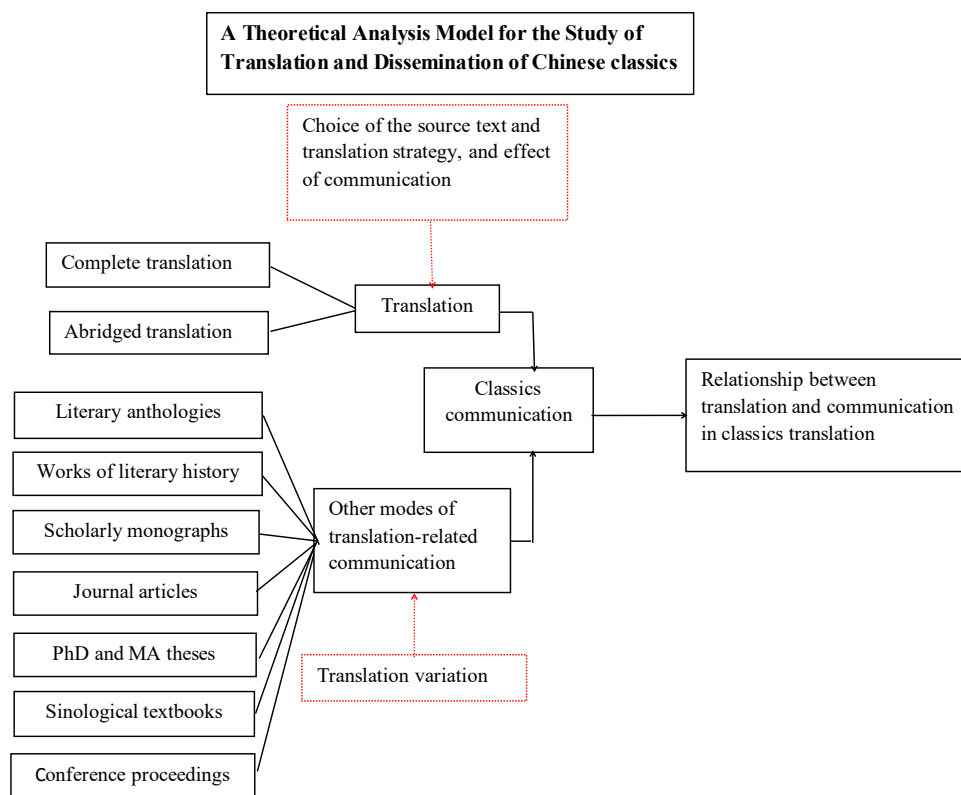 A Theoretical Analysis Model for the Study of
Translation and Dissemination of Chinese classics
Choice of the source text and
translation strategy, and effect
of communication
Complete translation
Abridged translation
Translation
Classics
communication
Relationship between
translation and communication
in classics translation
Literary anthologies
Works of literary history
Scholarly monographs
Journal articles
PhD and MA theses
Sinological textbooks
Conference proceedings
Other modes of
translation-related
communication
Translation variation